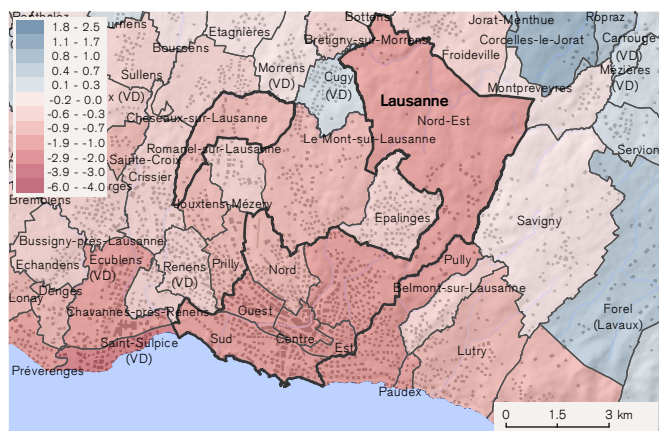 1.8 - 2.5
1.1 - 1.7
0.8 - 1.0
0.4 - 0.7
0.1 - 0.3
-0.2 - 0.0
-0.6 - -0.3
-0.9 - -0.7
-1.9 - -1.0
-2.9 - -2.0
-3.9 - -3.0
-6.0 - -4.0
Bottens
Jorat-Menthue
Ropraz
Etagnières
Bretigny-sur-Morrens
Corcelles-le-Jorat
Carrouge
(VD)
Boussens
Froideville
Sullens
Morrens
(VD)
Cugy
(VD)
Mézières
(VD)
Montpreveyres
(VD)
Lausanne
Cheseaux-sur-Lausanne
Nord-Est
Le Mont-sur-Lausanne
Romanel-sur-Lausanne
Servion
Sainte-Croix
Crissier
Jouxtens-Mézery
Epalinges
Savigny
Bussigny-près-Lausanne
Echandens
Ecublens
(VD)
Renens
(VD)
Prilly
Nord
Pully
Belmont-sur-Lausanne
Denges
Lonay
Chavannes-près-Renens
Ouest
Forel
(Lavaux)
Saint-Sulpice
(VD)
Sud
Centre
Est
Lutry
Préverenges
Paudex
0 1.5 3 km